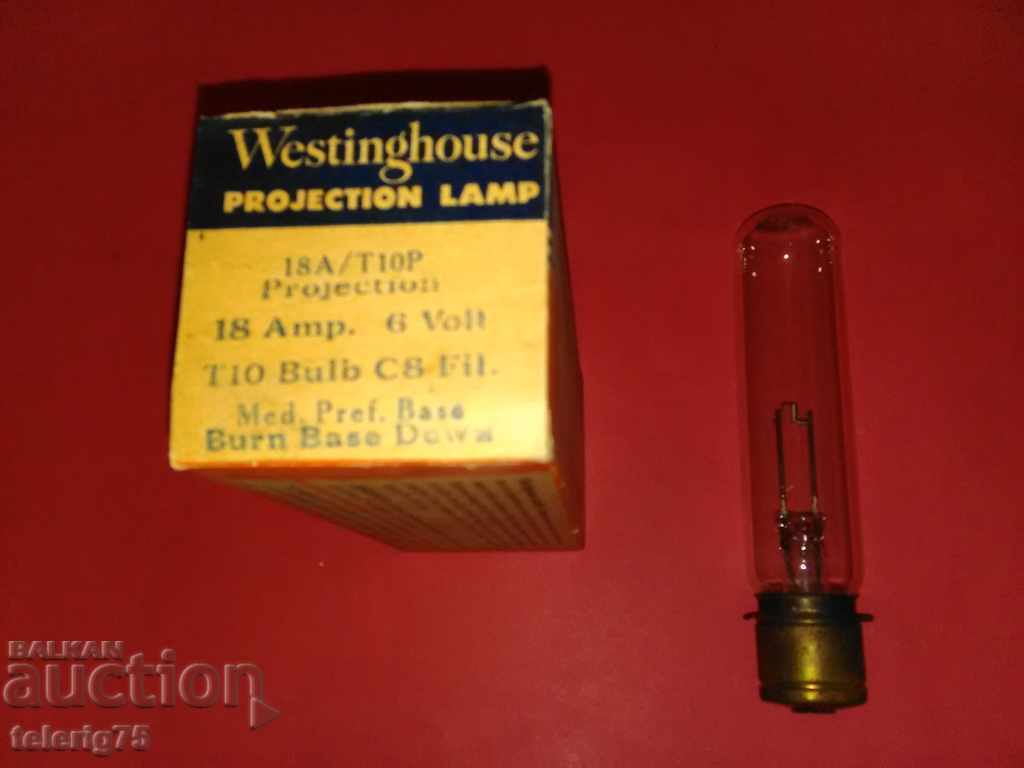 Westinghouse
PROJECTION LAMP
18A/T10P
Projection
18 Amp. 6 Volt
T10 Bulb C8 Fil.
Med. Pref. Base
Burn Base Down
BALKAN
auction
telerig75